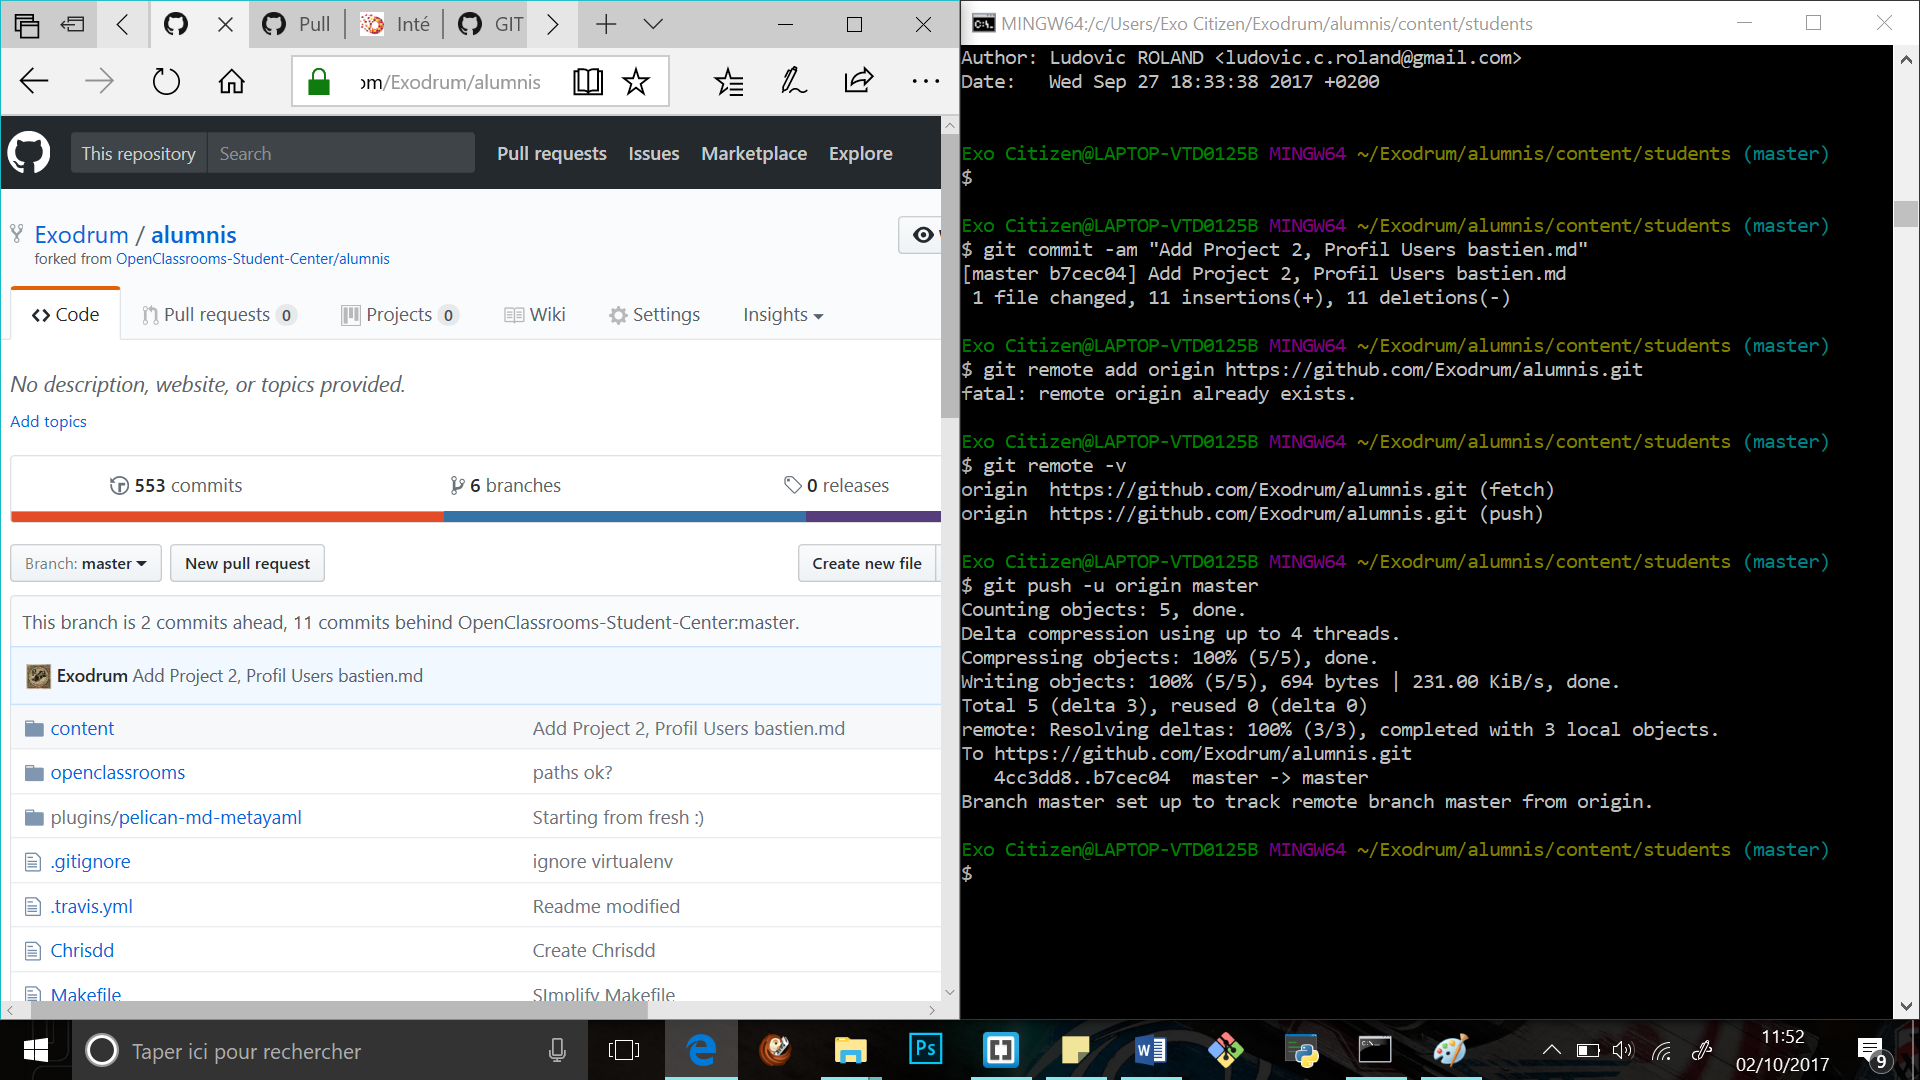 Pull
Inté
GIT
om/Exodrum/alumnis
This repository
Search
Pull requests
Issues
Marketplace
Explore
Exodrum / alumnis
forked from OpenClassrooms-Student-Center/alumnis
<> Code
Pull requests 0
Projects 0
Wiki
Settings
Insights
No description, website, or topics provided.
Add topics
553 commits
6 branches
0 releases
Branch: master
New pull request
Create new file
This branch is 2 commits ahead, 11 commits behind OpenClassrooms-Student-Center:master.
Exodrum Add Project 2, Profil Users bastien.md
content
Add Project 2, Profil Users bastien.md
openclassrooms
paths ok?
plugins/pelican-md-metayaml
Starting from fresh :)
.gitignore
ignore virtualenv
.travis.yml
Readme modified
Chrisdd
Create Chrisdd
Makefile
SImplify Makefile
MINGW64:/c/Users/Exo Citizen/Exodrum/alumnis/content/students
Author: Ludovic ROLAND <ludovic.c.roland@gmail.com>
Date:   Wed Sep 27 18:33:38 2017 +0200
Exo Citizen@LAPTOP-VTD0125B MINGW64 ~/Exodrum/alumnis/content/students (master)
$
Exo Citizen@LAPTOP-VTD0125B MINGW64 ~/Exodrum/alumnis/content/students (master)
$ git commit -am "Add Project 2, Profil Users bastien.md"
[master b7cec04] Add Project 2, Profil Users bastien.md
 1 file changed, 11 insertions(+), 11 deletions(-)
Exo Citizen@LAPTOP-VTD0125B MINGW64 ~/Exodrum/alumnis/content/students (master)
$ git remote add origin https://github.com/Exodrum/alumnis.git
fatal: remote origin already exists.
Exo Citizen@LAPTOP-VTD0125B MINGW64 ~/Exodrum/alumnis/content/students (master)
$ git remote -v
origin  https://github.com/Exodrum/alumnis.git (fetch)
origin  https://github.com/Exodrum/alumnis.git (push)
Exo Citizen@LAPTOP-VTD0125B MINGW64 ~/Exodrum/alumnis/content/students (master)
$ git push -u origin master
Counting objects: 5, done.
Delta compression using up to 4 threads.
Compressing objects: 100% (5/5), done.
Writing objects: 100% (5/5), 694 bytes | 231.00 KiB/s, done.
Total 5 (delta 3), reused 0 (delta 0)
remote: Resolving deltas: 100% (3/3), completed with 3 local objects.
To https://github.com/Exodrum/alumnis.git
   4cc3dd8..b7cec04  master -> master
Branch master set up to track remote branch master from origin.
Exo Citizen@LAPTOP-VTD0125B MINGW64 ~/Exodrum/alumnis/content/students (master)
$
Taper ici pour rechercher
Ps
11:52
02/10/2017
9